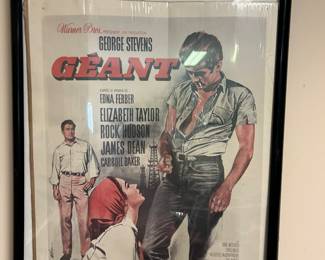 Warner Bros.
GEORGE STEVENS
GÉANT
EDNA FERBER
ELIZABETH TAYLOR
ROCK HUDSON
JAMES DEAN
CARROLL BAKER